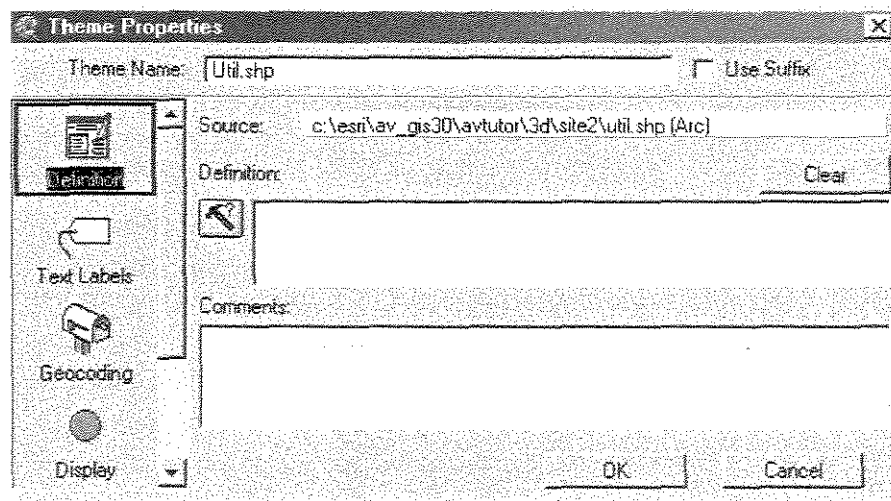 Theme Properties
Theme Name: Util.shp Use Suffix
Definition
Text Labels
Geocoding
Display
Source: c:\esri\av_gis30\avtutor\3d\site2\util.shp (Arc)
Definition: Clear
Comments:
OK Cancel